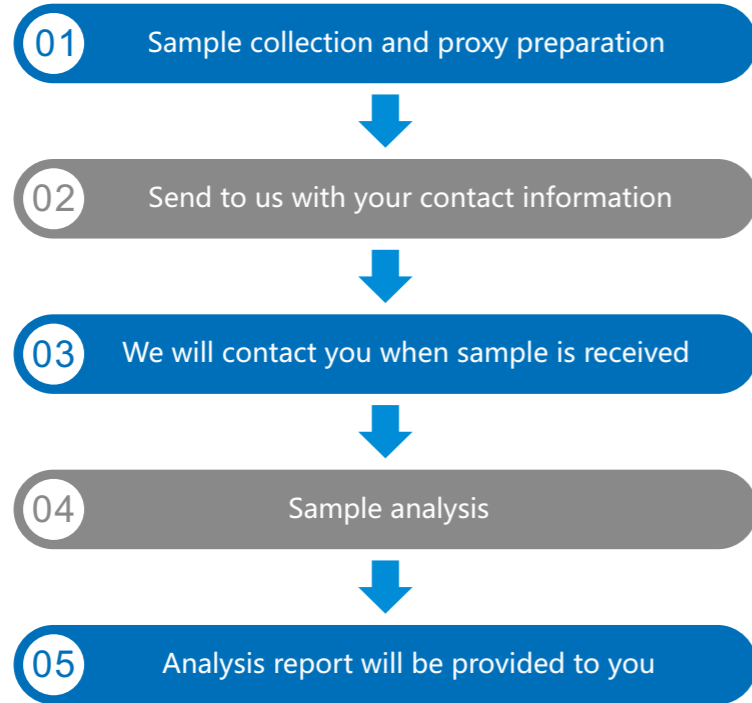 01 Sample collection and proxy preparation
02 Send to us with your contact information
03 We will contact you when sample is received
04 Sample analysis
05 Analysis report will be provided to you